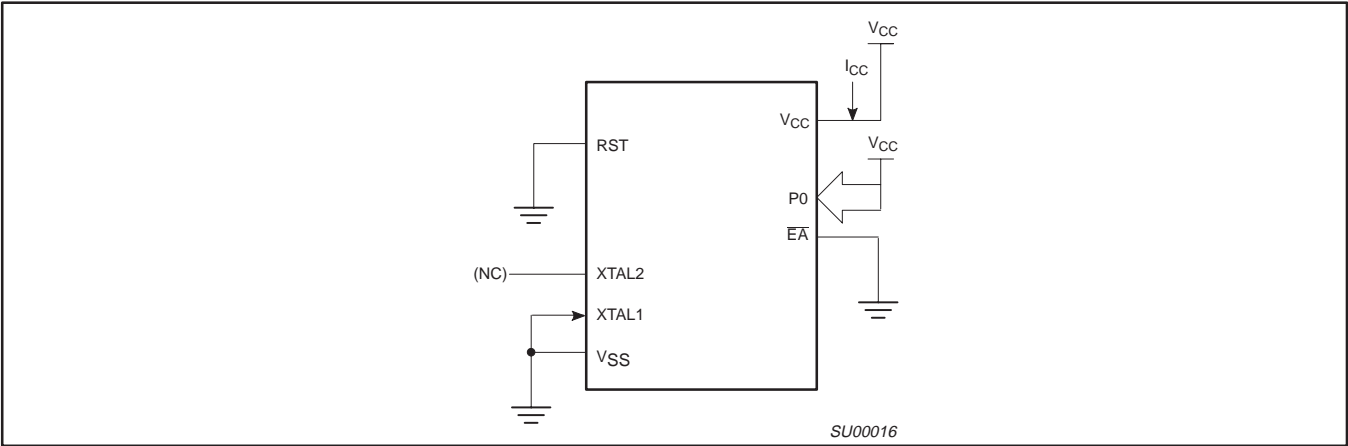 VCC
ICC
VCC
RST
VCC
P0
EA
(NC)
XTAL2
XTAL1
VSS
SU00016